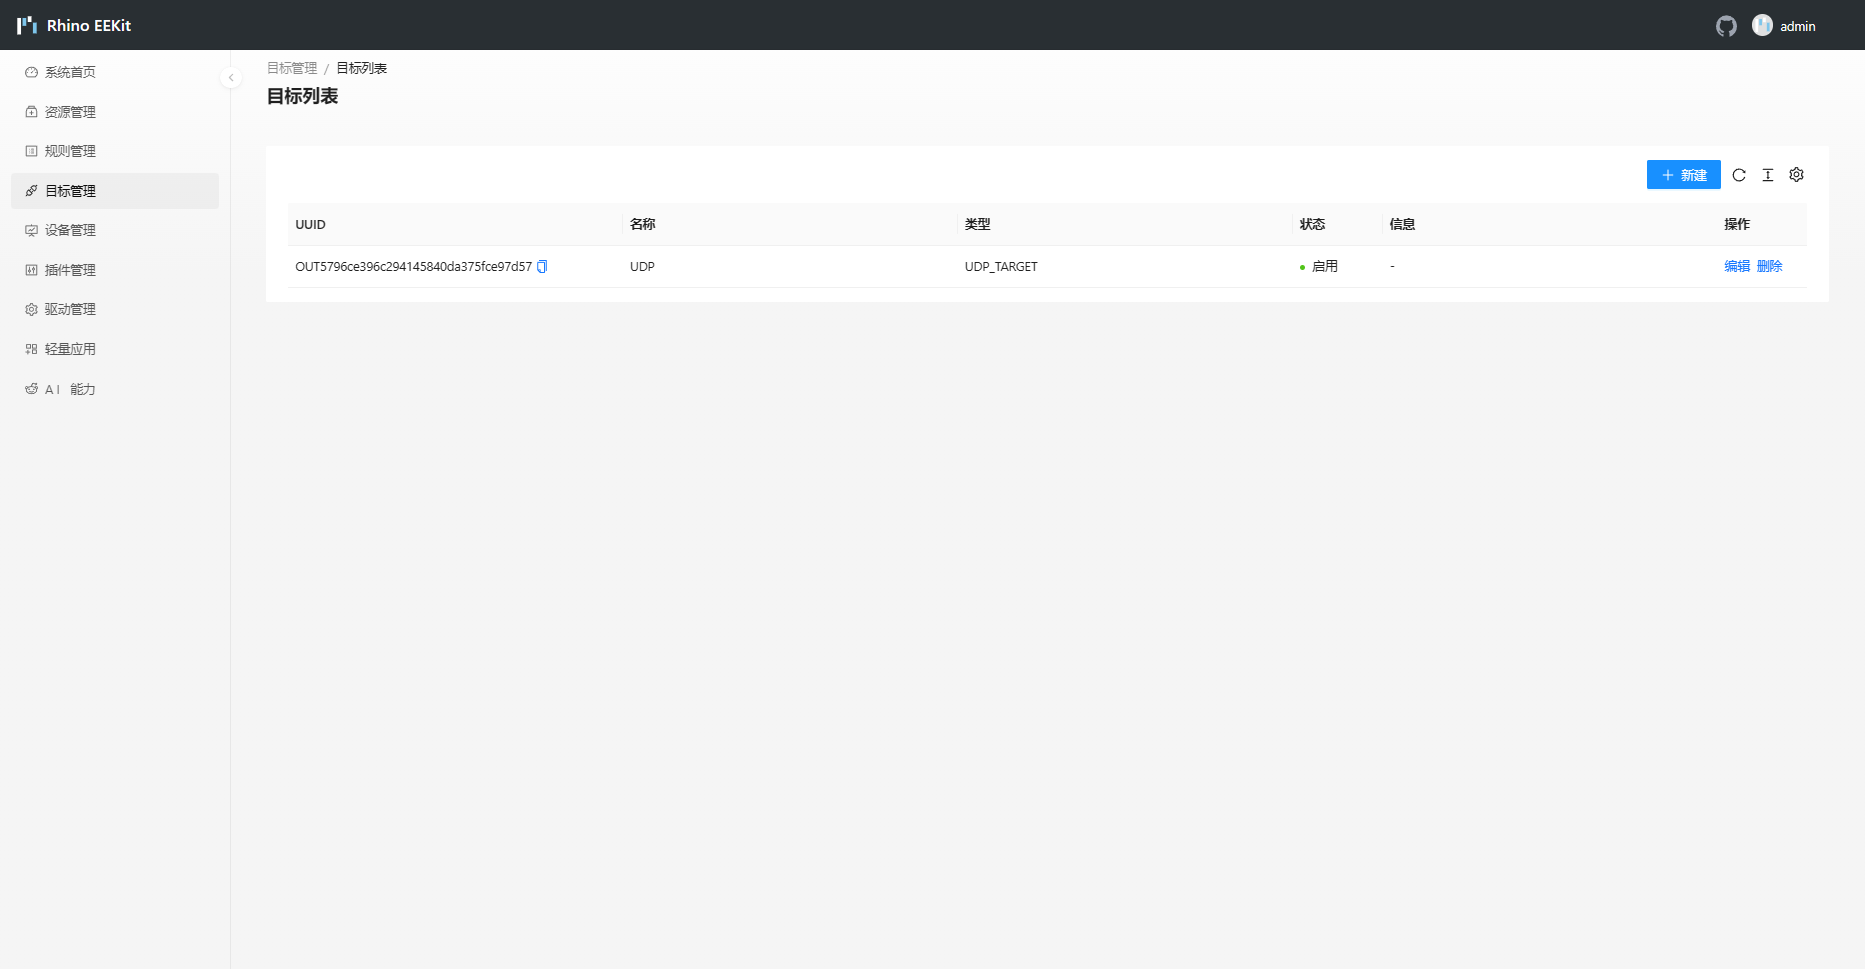 Rhino EEKit
admin
系统首页
资源管理
规则管理
目标管理
设备管理
插件管理
驱动管理
轻量应用
AI 能力
目标管理 / 目标列表
目标列表
新建
UUID 名称 类型 状态 信息 操作
OUT5796ce396c294145840da375fce97d57 UDP UDP_TARGET 启用 - 编辑 删除